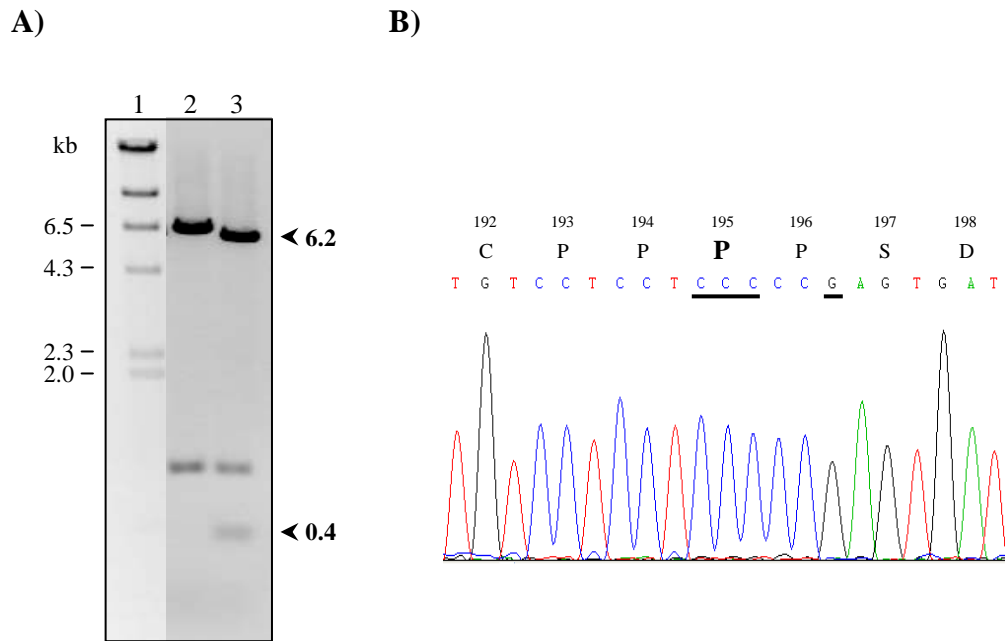 A)
B)
1 2 3
kb
6.5
4.3
2.3
2.0
6.2
0.4
192 193 194 195 196 197 198
C P P P P S D
T G T C C T C C T C C C C C G A G T G A T